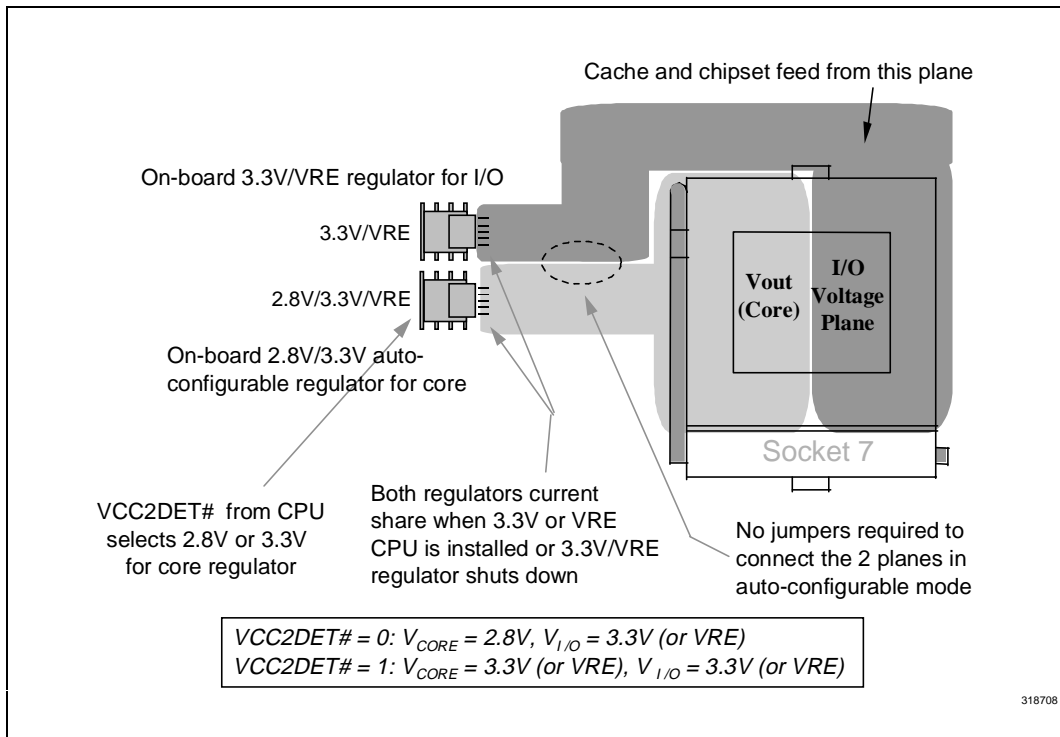 Cache and chipset feed from this plane
On-board 3.3V/VRE regulator for I/O
3.3V/VRE
2.8V/3.3V/VRE
On-board 2.8V/3.3V auto-
configurable regulator for core
Vout
(Core)
I/O
Voltage
Plane
Socket 7
VCC2DET# from CPU
selects 2.8V or 3.3V
for core regulator
Both regulators current
share when 3.3V or VRE
CPU is installed or 3.3V/VRE
regulator shuts down
No jumpers required to
connect the 2 planes in
auto-configurable mode
VCC2DET# = 0: VCORE = 2.8V, VI/O = 3.3V (or VRE)
VCC2DET# = 1: VCORE = 3.3V (or VRE), VI/O = 3.3V (or VRE)
318708